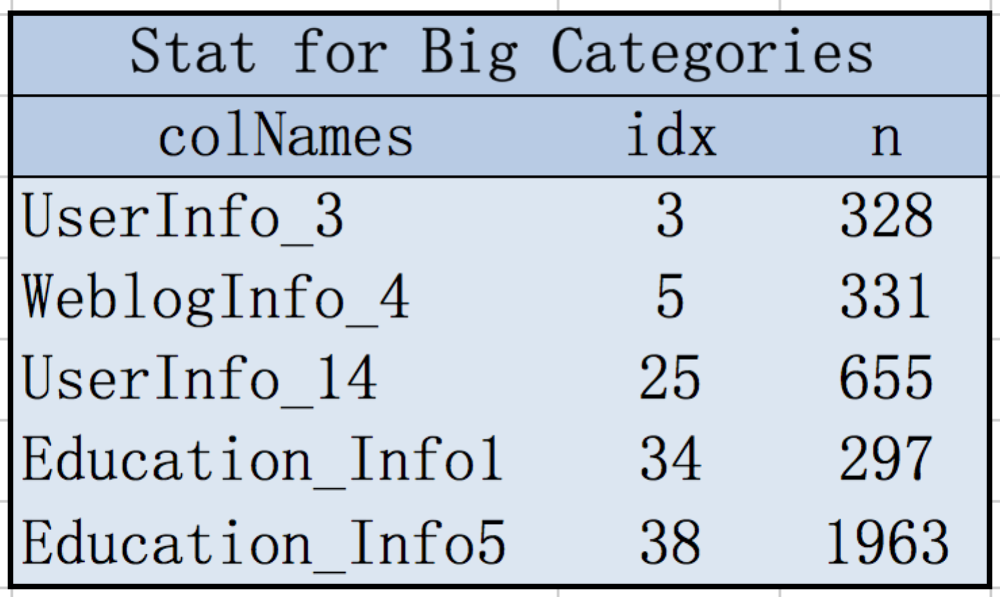 Stat for Big Categories
colNames idx n
UserInfo_3 3 328
WeblogInfo_4 5 331
UserInfo_14 25 655
Education_Info1 34 297
Education_Info5 38 1963